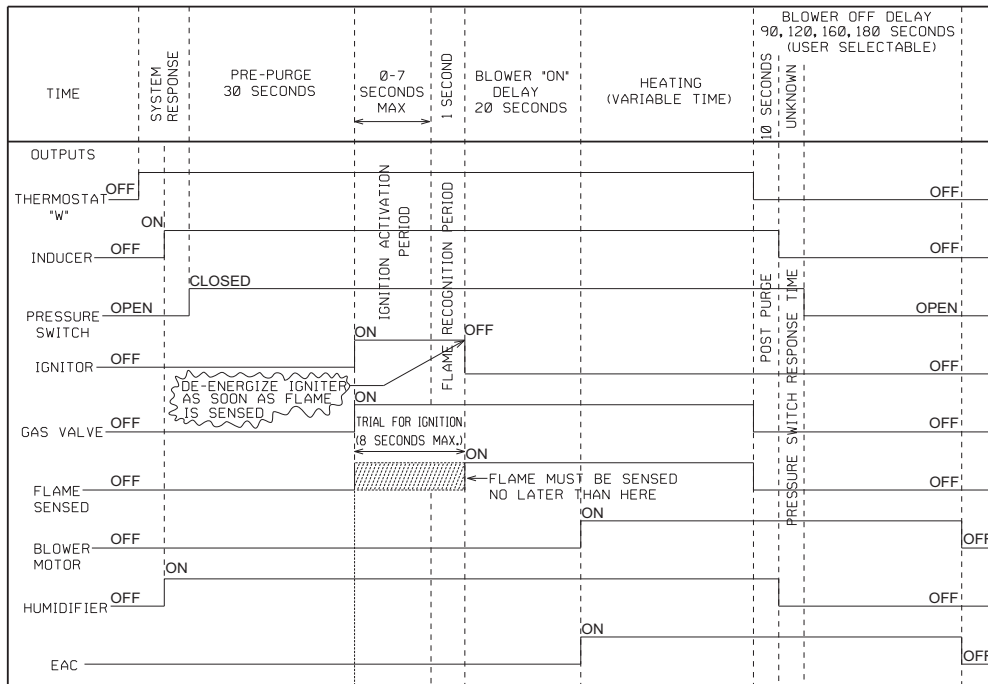 TIME
SYSTEM
RESPONSE
PRE-PURGE
30 SECONDS
0-7
SECONDS
MAX
1 SECOND
BLOWER "ON"
DELAY
20 SECONDS
HEATING
(VARIABLE TIME)
10 SECONDS
UNKNOWN
BLOWER OFF DELAY
90,120,160,180 SECONDS
(USER SELECTABLE)
OUTPUTS
THERMOSTAT
"W"
OFF
OFF
IGNITION ACTIVATION
PERIOD
FLAME RECOGNITION PERIOD
POST PURGE
PRESSURE SWITCH RESPONSE TIME
ON
INDUCER
OFF
OFF
CLOSED
PRESSURE
SWITCH
OPEN
OPEN
ON
OFF
IGNITOR
OFF
OFF
DE-ENERGIZE IGNITER
AS SOON AS FLAME
IS SENSED
ON
GAS VALVE
OFF
OFF
TRIAL FOR IGNITION
(8 SECONDS MAX.)
ON
FLAME
SENSED
OFF
FLAME MUST BE SENSED
NO LATER THAN HERE
OFF
ON
BLOWER
MOTOR
OFF
OFF
ON
HUMIDIFIER
OFF
OFF
ON
EAC
OFF